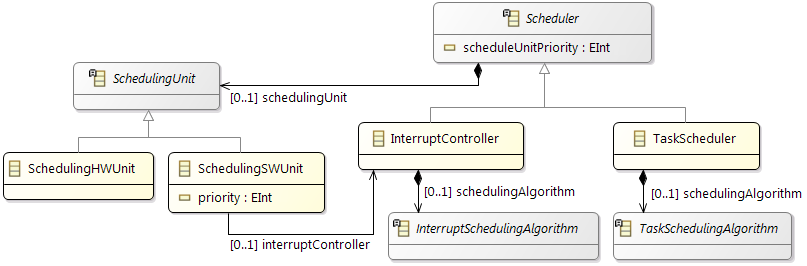 Scheduler
scheduleUnitPriority : EInt
SchedulingUnit
[0..1] schedulingUnit
InterruptController
TaskScheduler
SchedulingHWUnit
SchedulingSWUnit
priority : EInt
[0..1] schedulingAlgorithm
[0..1] schedulingAlgorithm
[0..1] interruptController
InterruptSchedulingAlgorithm
TaskSchedulingAlgorithm